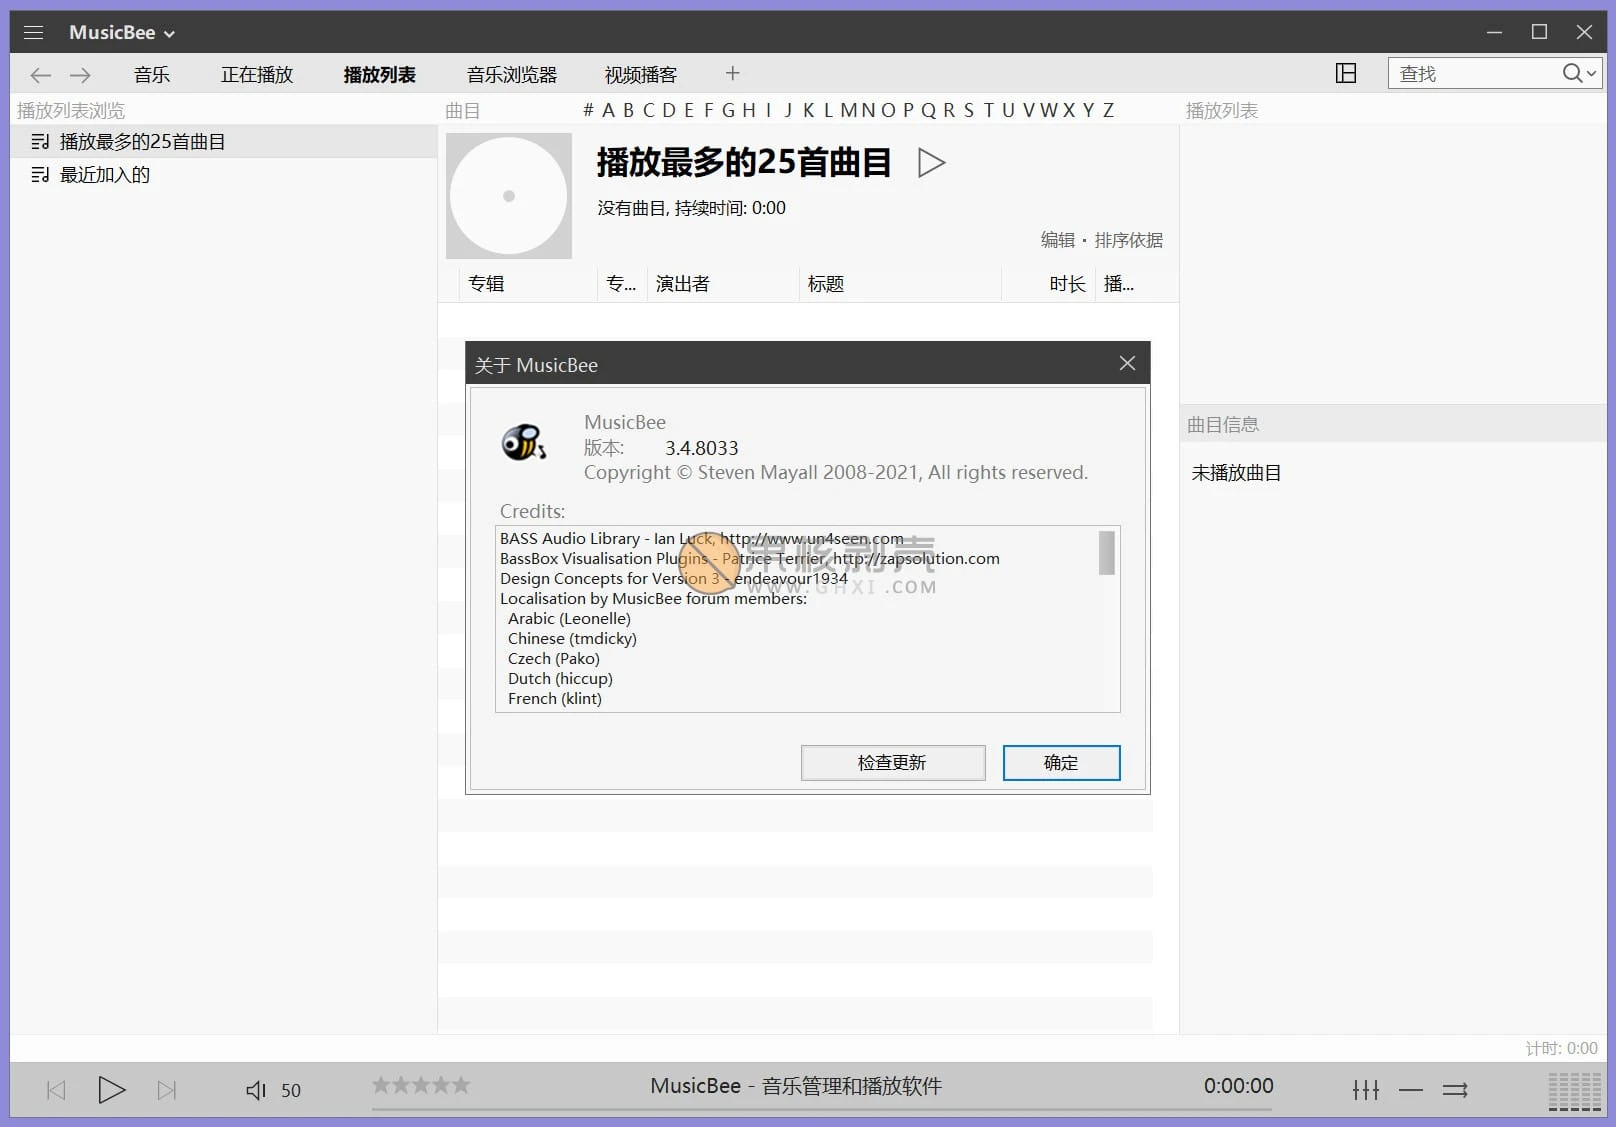 MusicBee
音乐 正在播放 播放列表 音乐浏览器 视频播客 + 查找
播放列表浏览
播放最多的25首曲目
最近加入的
曲目 # A B C D E F G H I J K L M N O P Q R S T U V W X Y Z
播放最多的25首曲目
没有曲目, 持续时间: 0:00
编辑 · 排序依据
专辑 专... 演出者 标题 时长 播...
关于 MusicBee
MusicBee
版本: 3.4.8033
Copyright © Steven Mayall 2008-2021, All rights reserved.
Credits:
BASS Audio Library - Ian Luck, http://www.un4seen.com
BassBox Visualisation Plugins - Patrice Terrier, http://zapsolution.com
Design Concepts for Version 3 - endeavour1934
Localisation by MusicBee forum members:
Arabic (Leonelle)
Chinese (tmdicky)
Czech (Pako)
Dutch (hiccup)
French (klint)
果核剥壳
WWW.GHXI.COM
检查更新 确定
播放列表
曲目信息
未播放曲目
计时: 0:00
50 MusicBee - 音乐管理和播放软件 0:00:00